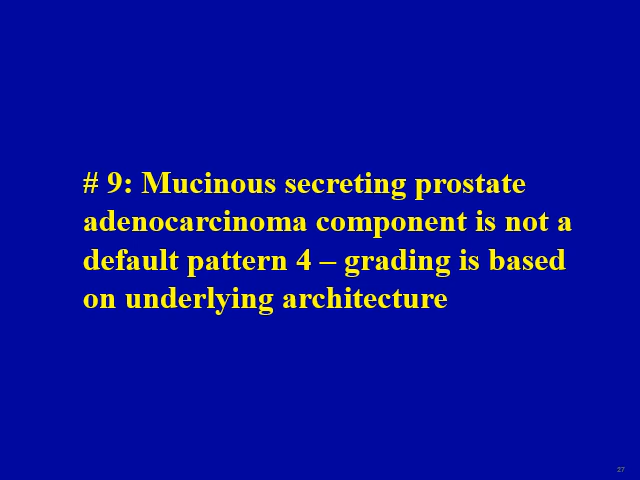 # 9: Mucinous secreting prostate
adenocarcinoma component is not a
default pattern 4 – grading is based
on underlying architecture
27